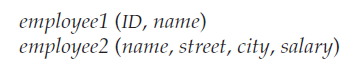 employee1 (ID, name)
employee2 (name, street, city, salary)